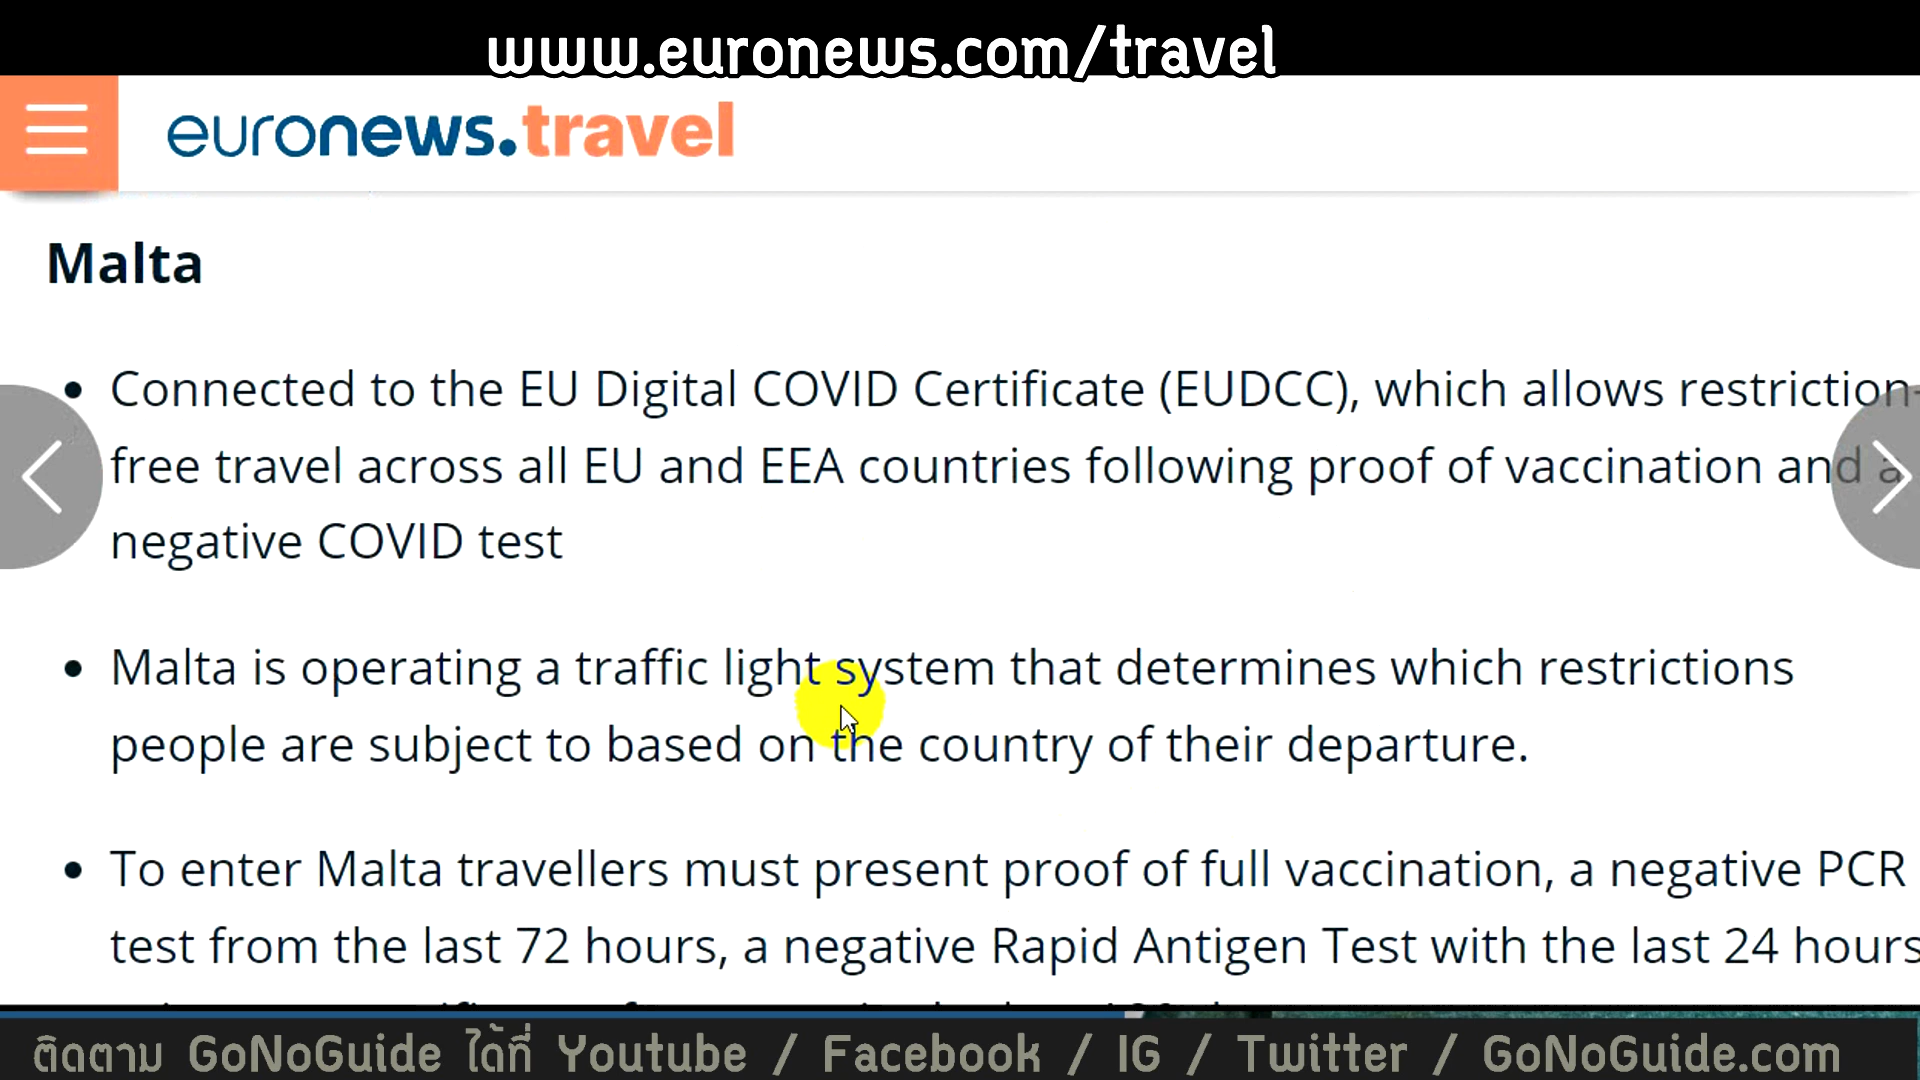 www.euronews.com/travel
euronews.travel
Malta
• Connected to the EU Digital COVID Certificate (EUDCC), which allows restriction-
free travel across all EU and EEA countries following proof of vaccination and a
negative COVID test
• Malta is operating a traffic light system that determines which restrictions
people are subject to based on the country of their departure.
• To enter Malta travellers must present proof of full vaccination, a negative PCR
test from the last 72 hours, a negative Rapid Antigen Test with the last 24 hours
ติดตาม GoNoGuide ได้ที่ Youtube / Facebook / IG / Twitter / GoNoGuide.com